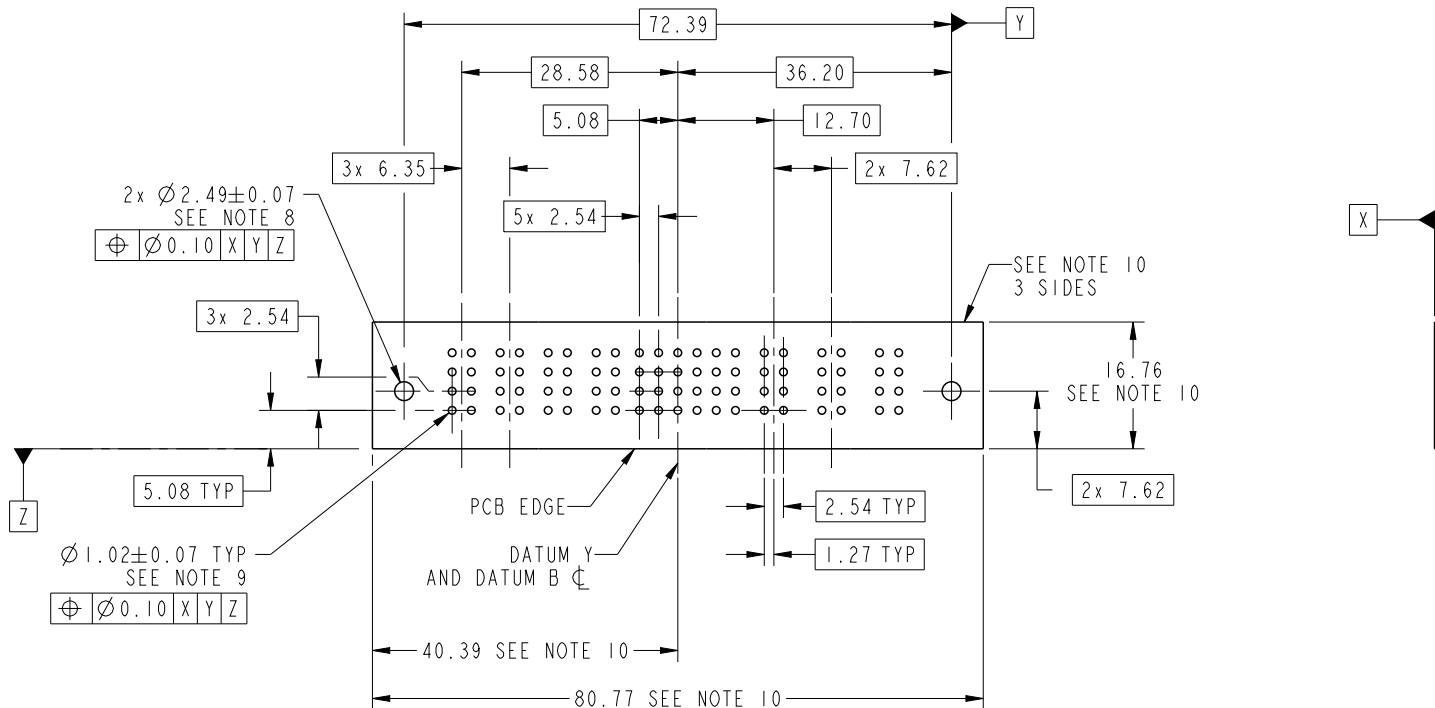 72.39
Y
28.58
36.20
5.08
12.70
3x 6.35
2x 7.62
2x Ø2.49±0.07
SEE NOTE 8
⌖ Ø0.10 X Y Z
5x 2.54
X
SEE NOTE 10
3 SIDES
3x 2.54
16.76
SEE NOTE 10
5.08 TYP
Z
PCB EDGE
2.54 TYP
2x 7.62
Ø1.02±0.07 TYP
SEE NOTE 9
⌖ Ø0.10 X Y Z
DATUM Y
AND DATUM B ℄
1.27 TYP
40.39 SEE NOTE 10
80.77 SEE NOTE 10